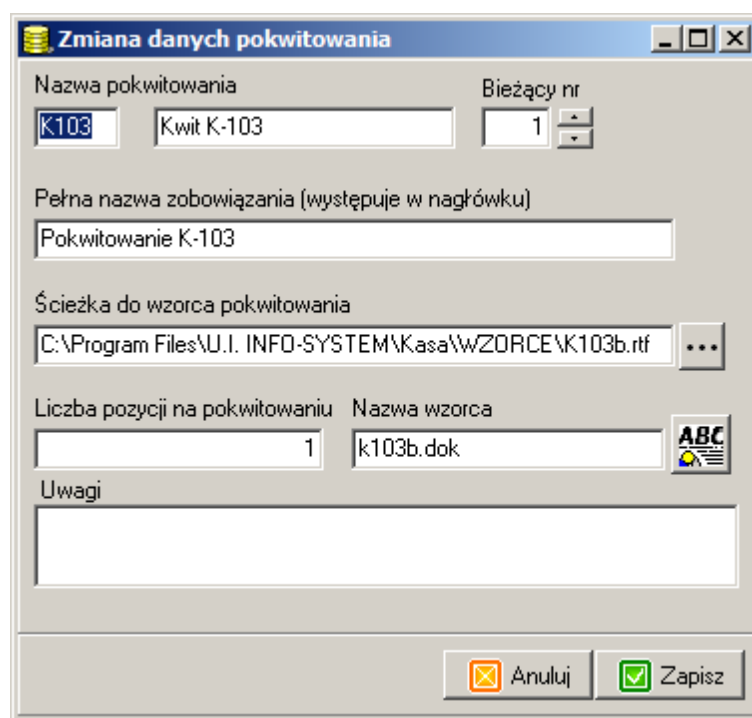 Zmiana danych pokwitowania
Nazwa pokwitowania Bieżący nr
K103 Kwit K-103 1
Pełna nazwa zobowiązania (występuje w nagłówku)
Pokwitowanie K-103
Ścieżka do wzorca pokwitowania
C:\Program Files\U.I. INFO-SYSTEM\Kasa\WZORCE\K103b.rtf ...
Liczba pozycji na pokwitowaniu Nazwa wzorca
1 k103b.dok ABC
Uwagi
Anuluj Zapisz